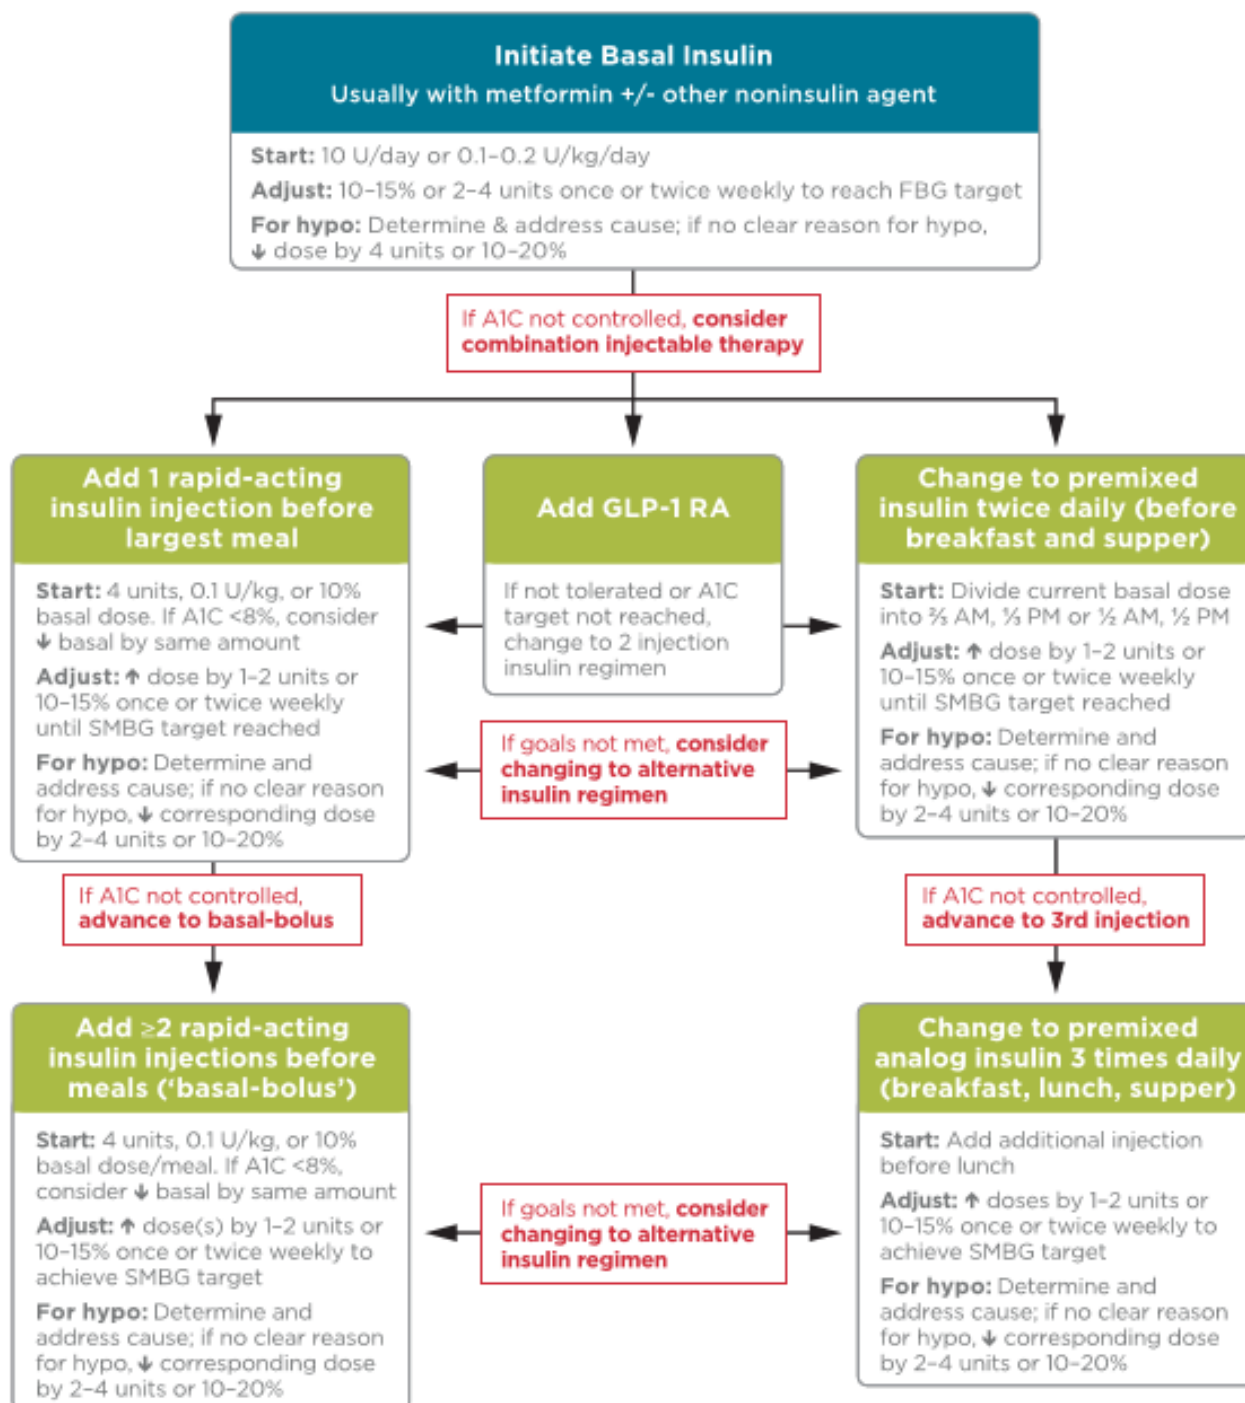 Initiate Basal Insulin
Usually with metformin +/- other noninsulin agent
Start: 10 U/day or 0.1–0.2 U/kg/day
Adjust: 10–15% or 2–4 units once or twice weekly to reach FBG target
For hypo: Determine & address cause; if no clear reason for hypo,
↓ dose by 4 units or 10–20%
If A1C not controlled, consider
combination injectable therapy
Add 1 rapid-acting
insulin injection before
largest meal
Start: 4 units, 0.1 U/kg, or 10%
basal dose. If A1C <8%, consider
↓ basal by same amount
Adjust: ↑ dose by 1–2 units or
10–15% once or twice weekly
until SMBG target reached
For hypo: Determine and
address cause; if no clear reason
for hypo, ↓ corresponding dose
by 2–4 units or 10–20%
Add GLP-1 RA
If not tolerated or A1C
target not reached,
change to 2 injection
insulin regimen
Change to premixed
insulin twice daily (before
breakfast and supper)
Start: Divide current basal dose
into ⅔ AM, ⅓ PM or ½ AM, ½ PM
Adjust: ↑ dose by 1–2 units or
10–15% once or twice weekly
until SMBG target reached
For hypo: Determine and
address cause; if no clear reason
for hypo, ↓ corresponding dose
by 2–4 units or 10–20%
If goals not met, consider
changing to alternative
insulin regimen
If A1C not controlled,
advance to basal-bolus
If A1C not controlled,
advance to 3rd injection
Add ≥2 rapid-acting
insulin injections before
meals (‘basal-bolus’)
Start: 4 units, 0.1 U/kg, or 10%
basal dose/meal. If A1C <8%,
consider ↓ basal by same amount
Adjust: ↑ dose(s) by 1–2 units or
10–15% once or twice weekly to
achieve SMBG target
For hypo: Determine and
address cause; if no clear reason
for hypo, ↓ corresponding dose
by 2–4 units or 10–20%
If goals not met, consider
changing to alternative
insulin regimen
Change to premixed
analog insulin 3 times daily
(breakfast, lunch, supper)
Start: Add additional injection
before lunch
Adjust: ↑ doses by 1–2 units or
10–15% once or twice weekly to
achieve SMBG target
For hypo: Determine and
address cause; if no clear reason
for hypo, ↓ corresponding dose
by 2–4 units or 10–20%